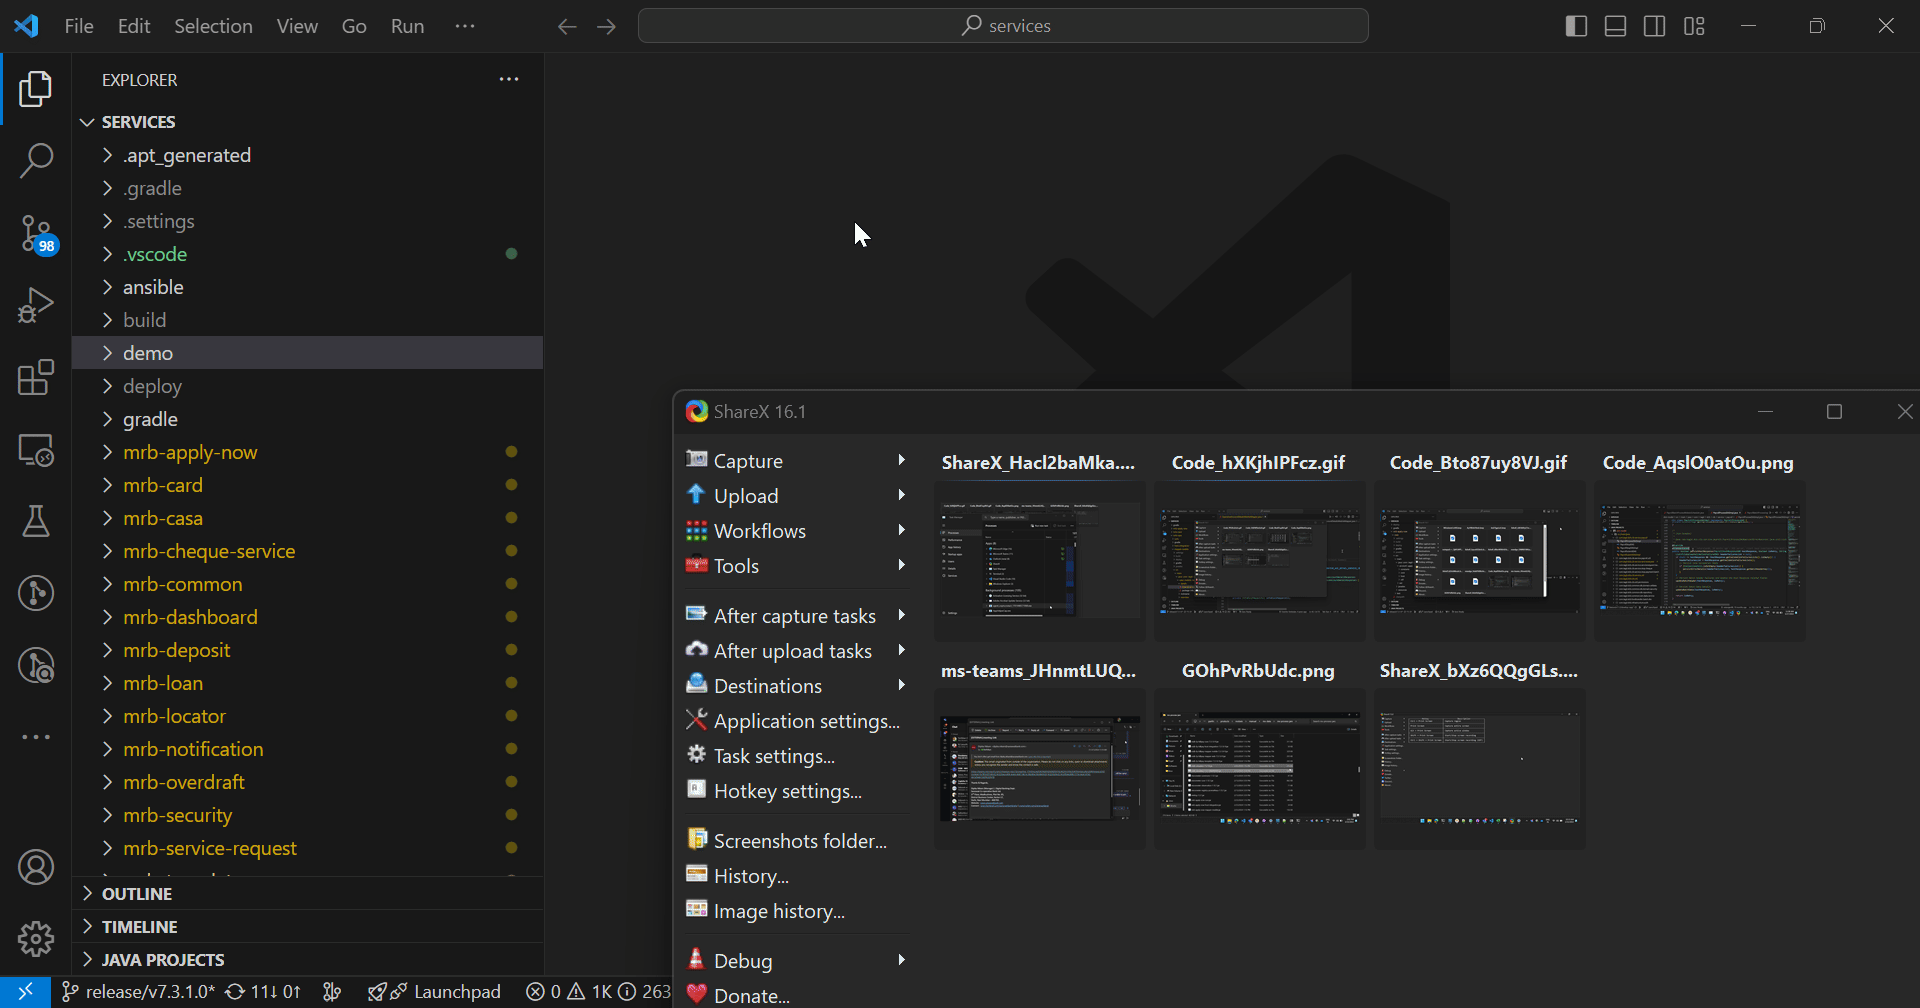 File Edit Selection View Go Run ···
services
EXPLORER
SERVICES
.apt_generated
.gradle
.settings
.vscode
ansible
build
demo
deploy
gradle
mrb-apply-now
mrb-card
mrb-casa
mrb-cheque-service
mrb-common
mrb-dashboard
mrb-deposit
mrb-loan
mrb-locator
mrb-notification
mrb-overdraft
mrb-security
mrb-service-request
OUTLINE
TIMELINE
JAVA PROJECTS
98
release/v7.3.1.0* 11↓ 0↑ Launchpad 0 1K 263
ShareX 16.1
Capture
Upload
Workflows
Tools
After capture tasks
After upload tasks
Destinations
Application settings...
Task settings...
Hotkey settings...
Screenshots folder...
History...
Image history...
Debug
Donate...
ShareX_Hacl2baMka.... Code_hXKjhIPFcz.gif Code_Bto87uy8VJ.gif Code_AqslO0atOu.png
ms-teams_JHnmtLUQ... GOhPvRbUdc.png ShareX_bXz6QQgGLs....